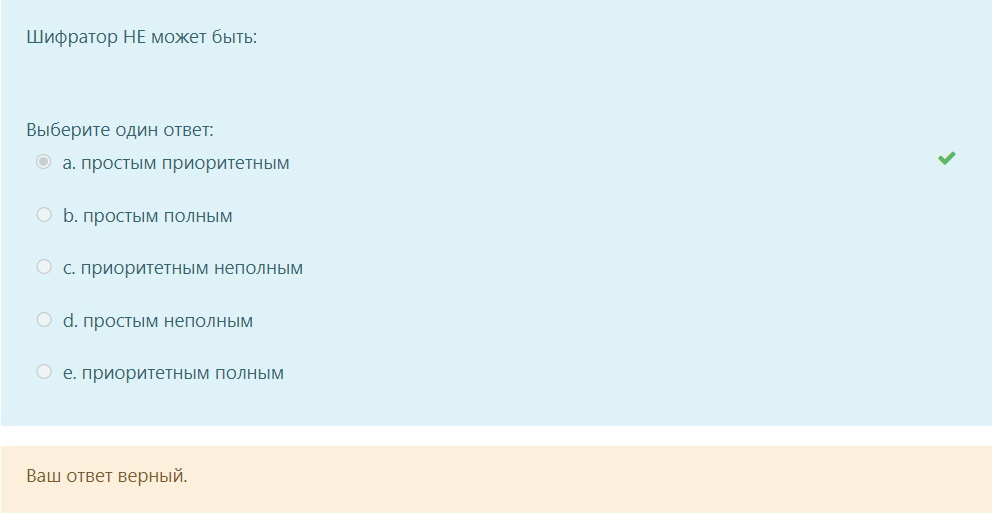 Шифратор НЕ может быть:
Выберите один ответ:
a. простым приоритетным
b. простым полным
c. приоритетным неполным
d. простым неполным
e. приоритетным полным
Ваш ответ верный.